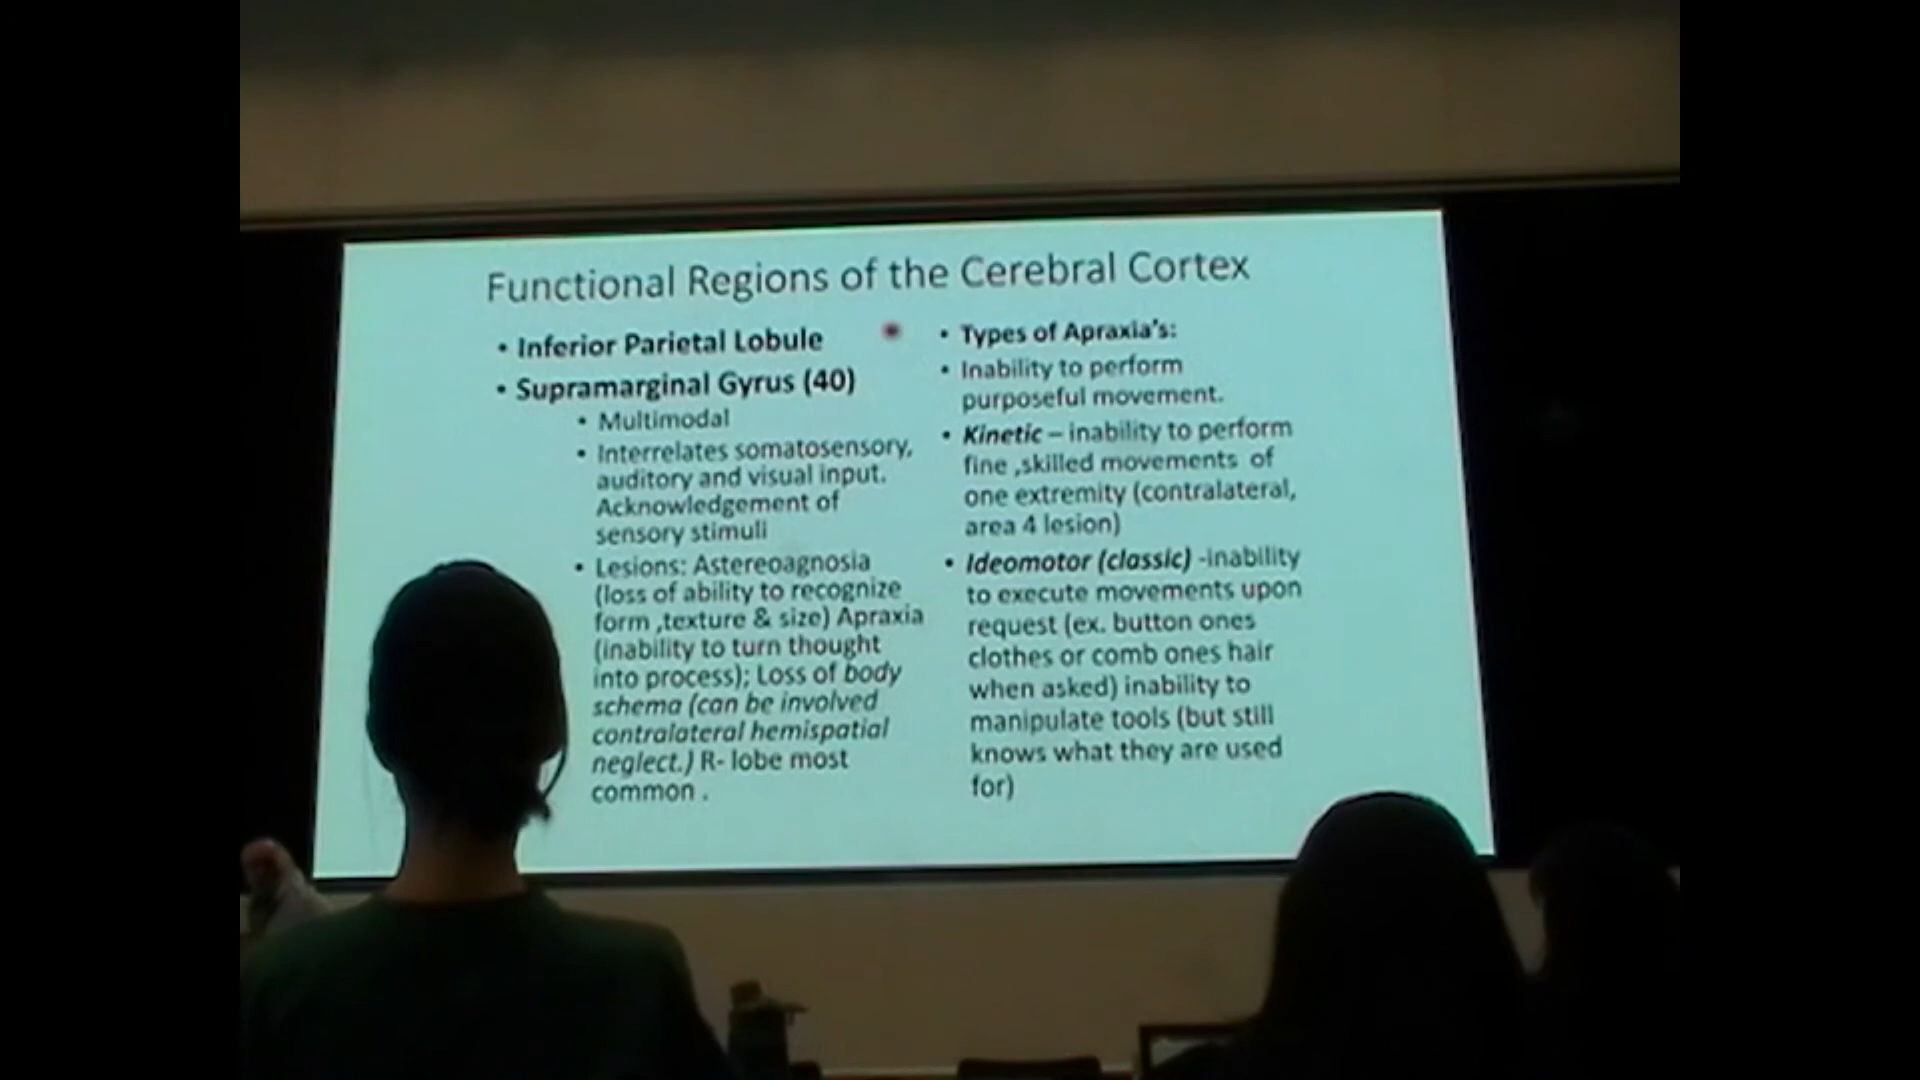 Functional Regions of the Cerebral Cortex
• Inferior Parietal Lobule
• Supramarginal Gyrus (40)
• Multimodal
• Interrelates somatosensory,
auditory and visual input.
Acknowledgement of
sensory stimuli
• Lesions: Astereoagnosia
(loss of ability to recognize
form ,texture & size) Apraxia
(inability to turn thought
into process); Loss of body
schema (can be involved
contralateral hemispatial
neglect.) R- lobe most
common .
• Types of Apraxia's:
• Inability to perform
purposeful movement.
• Kinetic – inability to perform
fine ,skilled movements of
one extremity (contralateral,
area 4 lesion)
• Ideomotor (classic) -inability
to execute movements upon
request (ex. button ones
clothes or comb ones hair
when asked) inability to
manipulate tools (but still
knows what they are used
for)